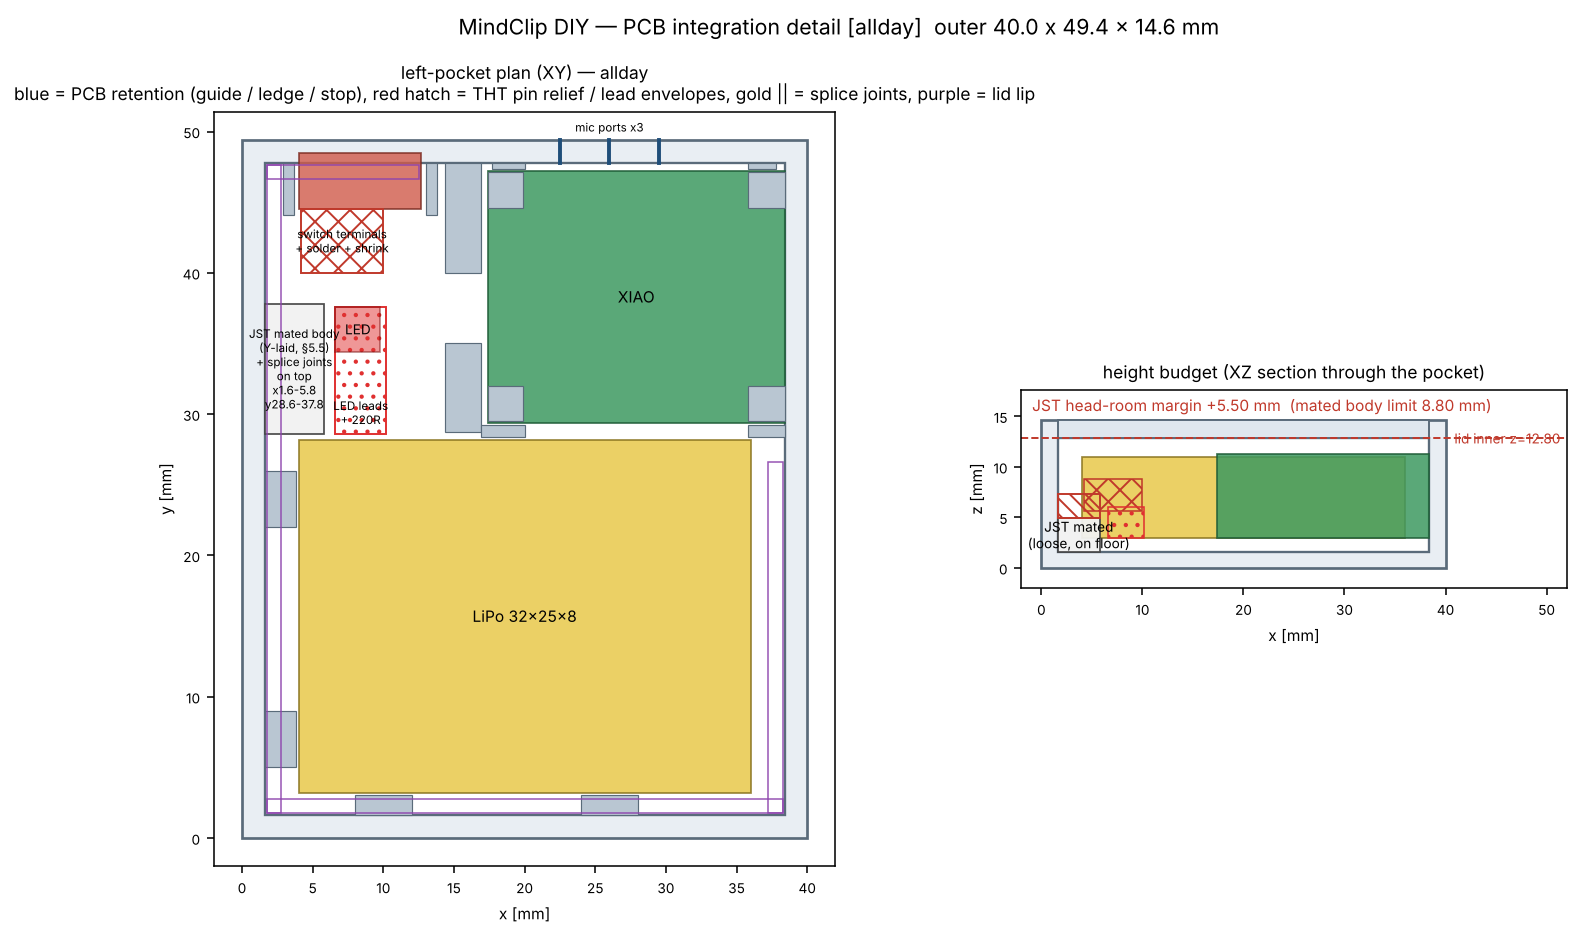 MindClip DIY — PCB integration detail [allday]  outer 40.0 x 49.4 × 14.6 mm
left-pocket plan (XY) — allday
blue = PCB retention (guide / ledge / stop), red hatch = THT pin relief / lead envelopes, gold || = splice joints, purple = lid lip
mic ports x3
switch terminals
+ solder + shrink
XIAO
JST mated body
(Y-laid, §5.5)
+ splice joints
on top
x1.6-5.8
y28.6-37.8
LED
LED leads
+ 220R
LiPo 32×25×8
y [mm]
50
40
30
20
10
0
0
5
10
15
20
25
30
35
40
x [mm]
height budget (XZ section through the pocket)
JST head-room margin +5.50 mm  (mated body limit 8.80 mm)
lid inner z=12.80
JST mated
(loose, on floor)
z [mm]
15
10
5
0
0
10
20
30
40
50
x [mm]